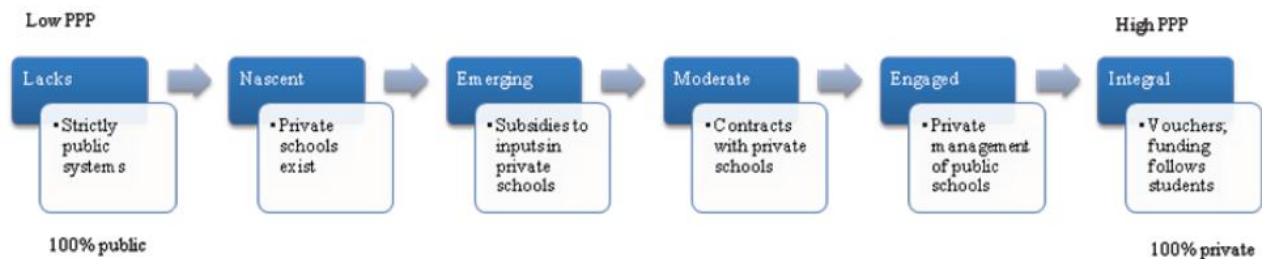 Low PPP
High PPP
Lacks
Nascent
Emerging
Moderate
Engaged
Integral
•Strictly
public
systems
•Private
schools
exist
•Subsidies to
inputs in
private
schools
•Contracts
with private
schools
•Private
management
of public
schools
•Vouchers;
funding
follows
students
100% public
100% private